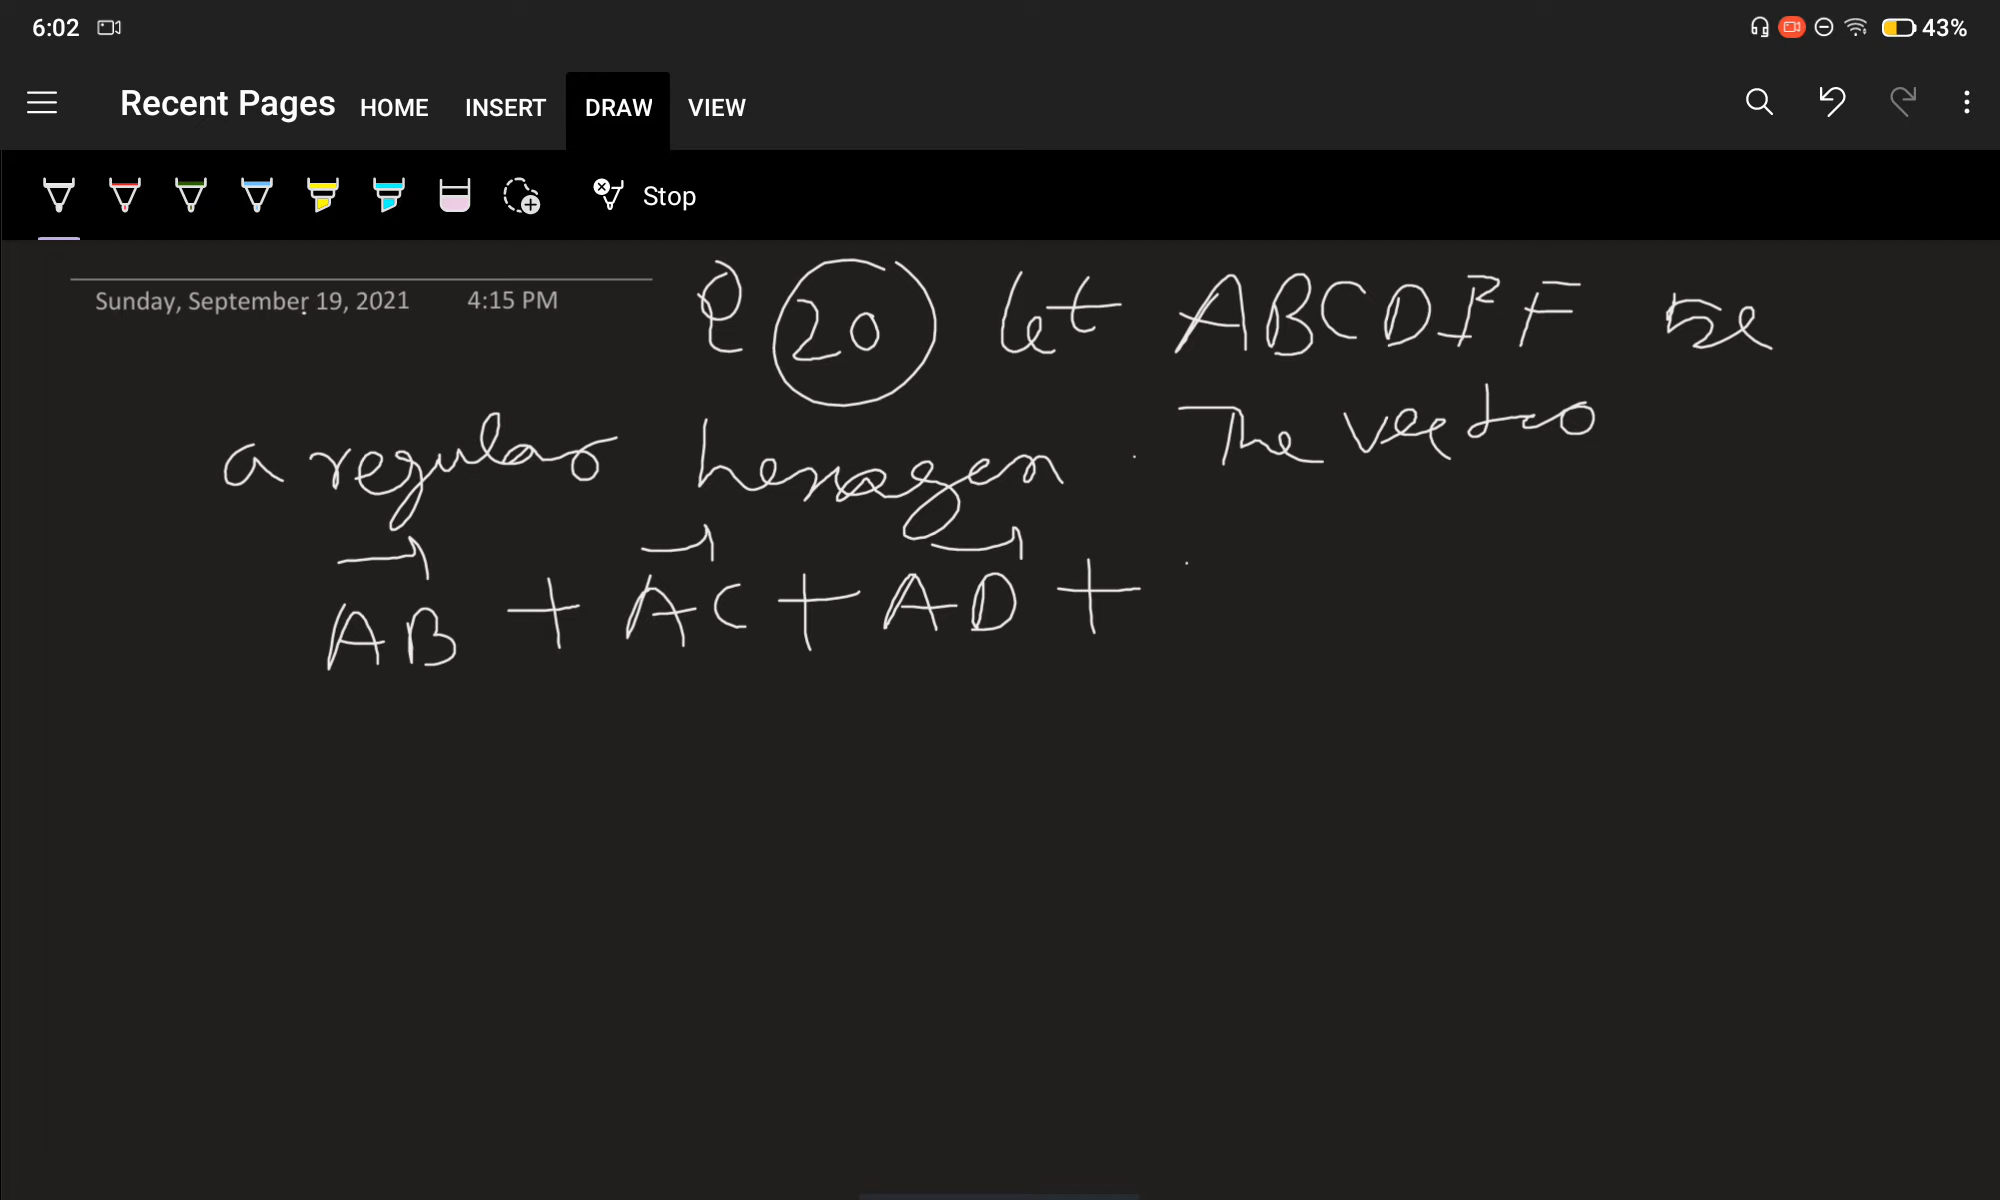 6:02 43%
Recent Pages HOME INSERT DRAW VIEW
Stop
Sunday, September 19, 2021 4:15 PM
20 let ABCDEF be
a regular hexagon. The vector
AB + AC + AD +